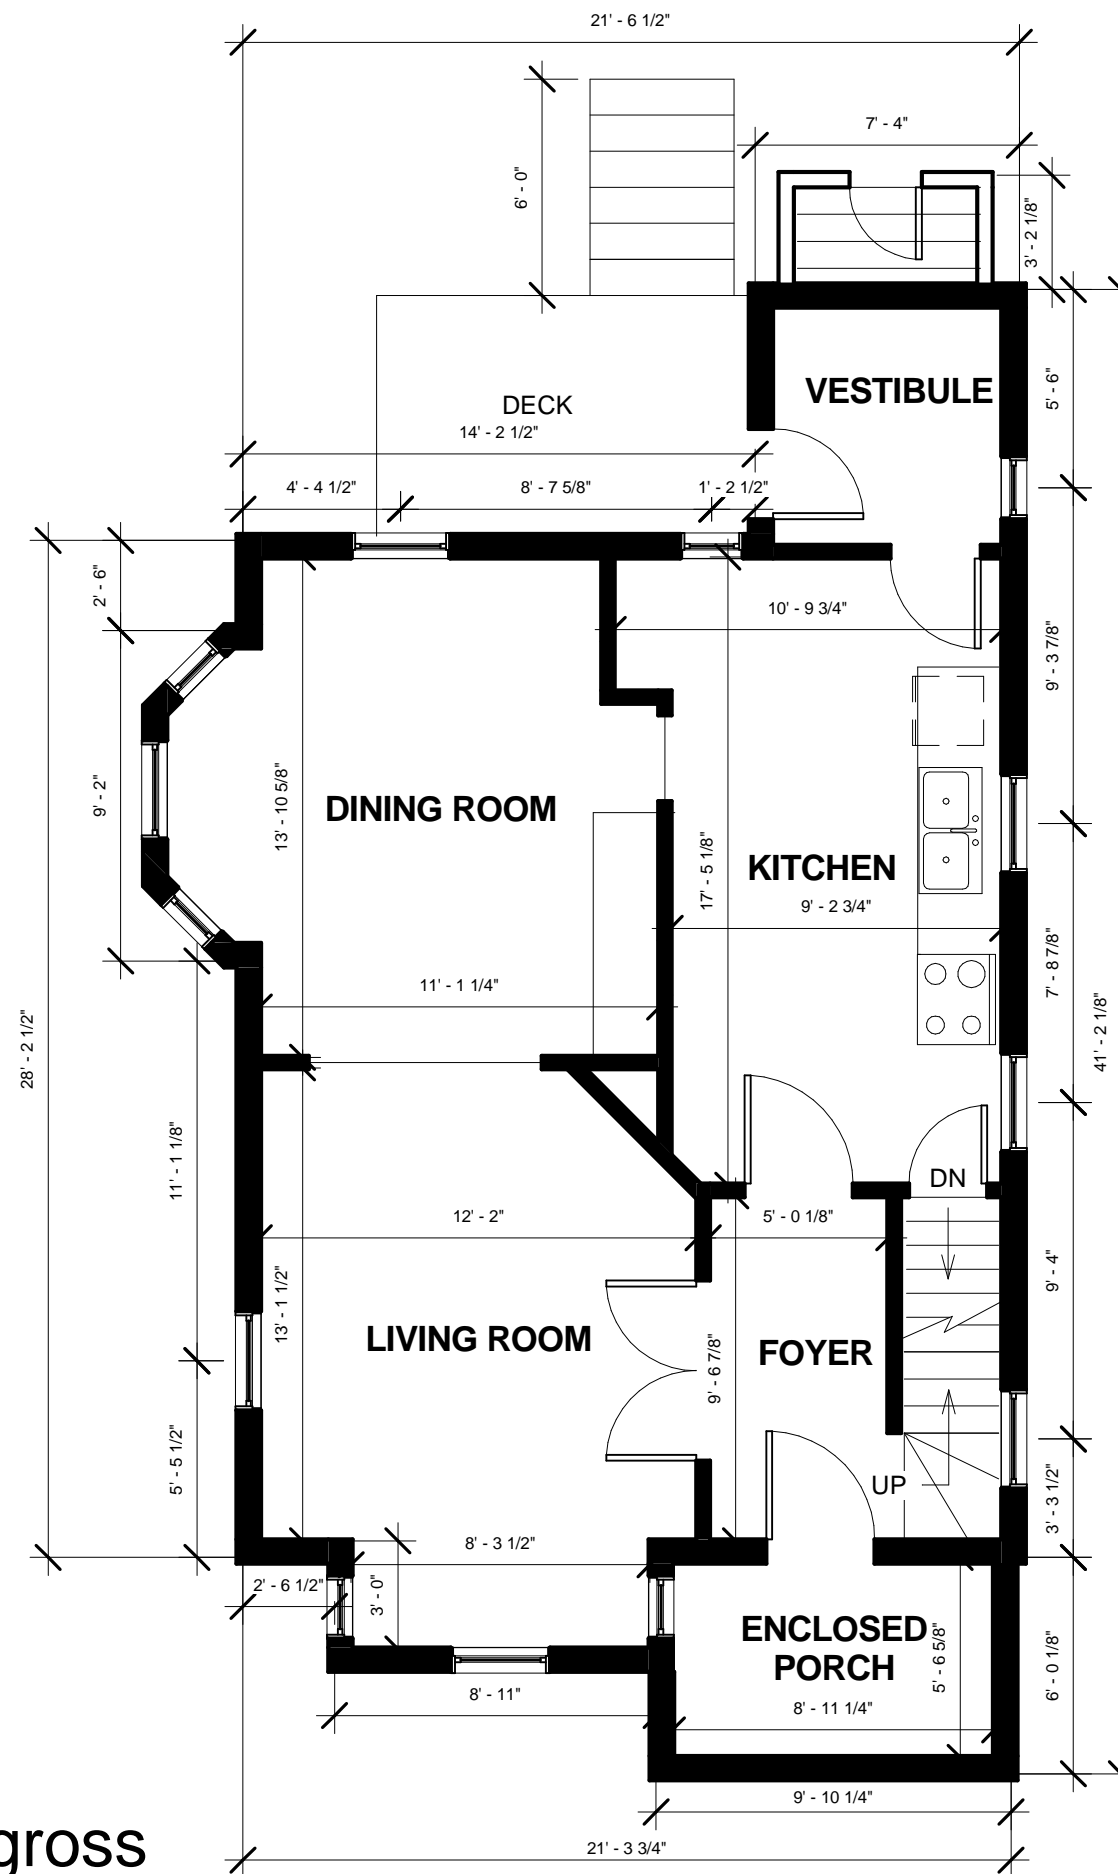 21' - 6 1/2"
7' - 4"
6' - 0"
3' - 2 1/8"
VESTIBULE
5' - 6"
DECK
14' - 2 1/2"
4' - 4 1/2"
8' - 7 5/8"
1' - 2 1/2"
2' - 6"
10' - 9 3/4"
9' - 3 7/8"
9' - 2"
13' - 10 5/8"
DINING ROOM
17' - 5 1/8"
KITCHEN
9' - 2 3/4"
7' - 8 7/8"
11' - 1 1/4"
28' - 2 1/2"
41' - 2 1/8"
11' - 1 1/8"
DN
12' - 2"
5' - 0 1/8"
9' - 4"
13' - 1 1/2"
LIVING ROOM
FOYER
9' - 6 7/8"
5' - 5 1/2"
UP
3' - 3 1/2"
8' - 3 1/2"
2' - 6 1/2"
3' - 0"
ENCLOSED
PORCH
5' - 6 5/8"
6' - 0 1/8"
8' - 11"
8' - 11 1/4"
9' - 10 1/4"
gross
21' - 3 3/4"